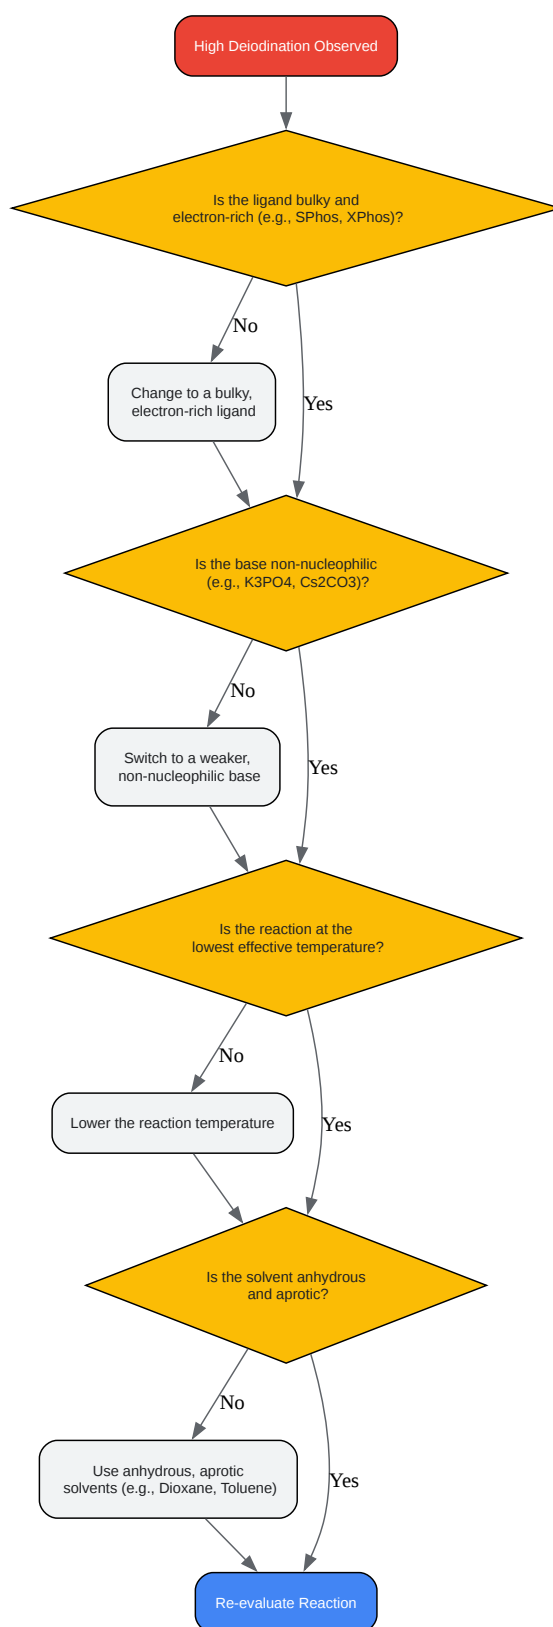 High Deiodination Observed
Is the ligand bulky and
electron-rich (e.g., SPhos, XPhos)?
No
Yes
Change to a bulky,
electron-rich ligand
Is the base non-nucleophilic
(e.g., K3PO4, Cs2CO3)?
No
Yes
Switch to a weaker,
non-nucleophilic base
Is the reaction at the
lowest effective temperature?
No
Yes
Lower the reaction temperature
Is the solvent anhydrous
and aprotic?
No
Yes
Use anhydrous, aprotic
solvents (e.g., Dioxane, Toluene)
Re-evaluate Reaction